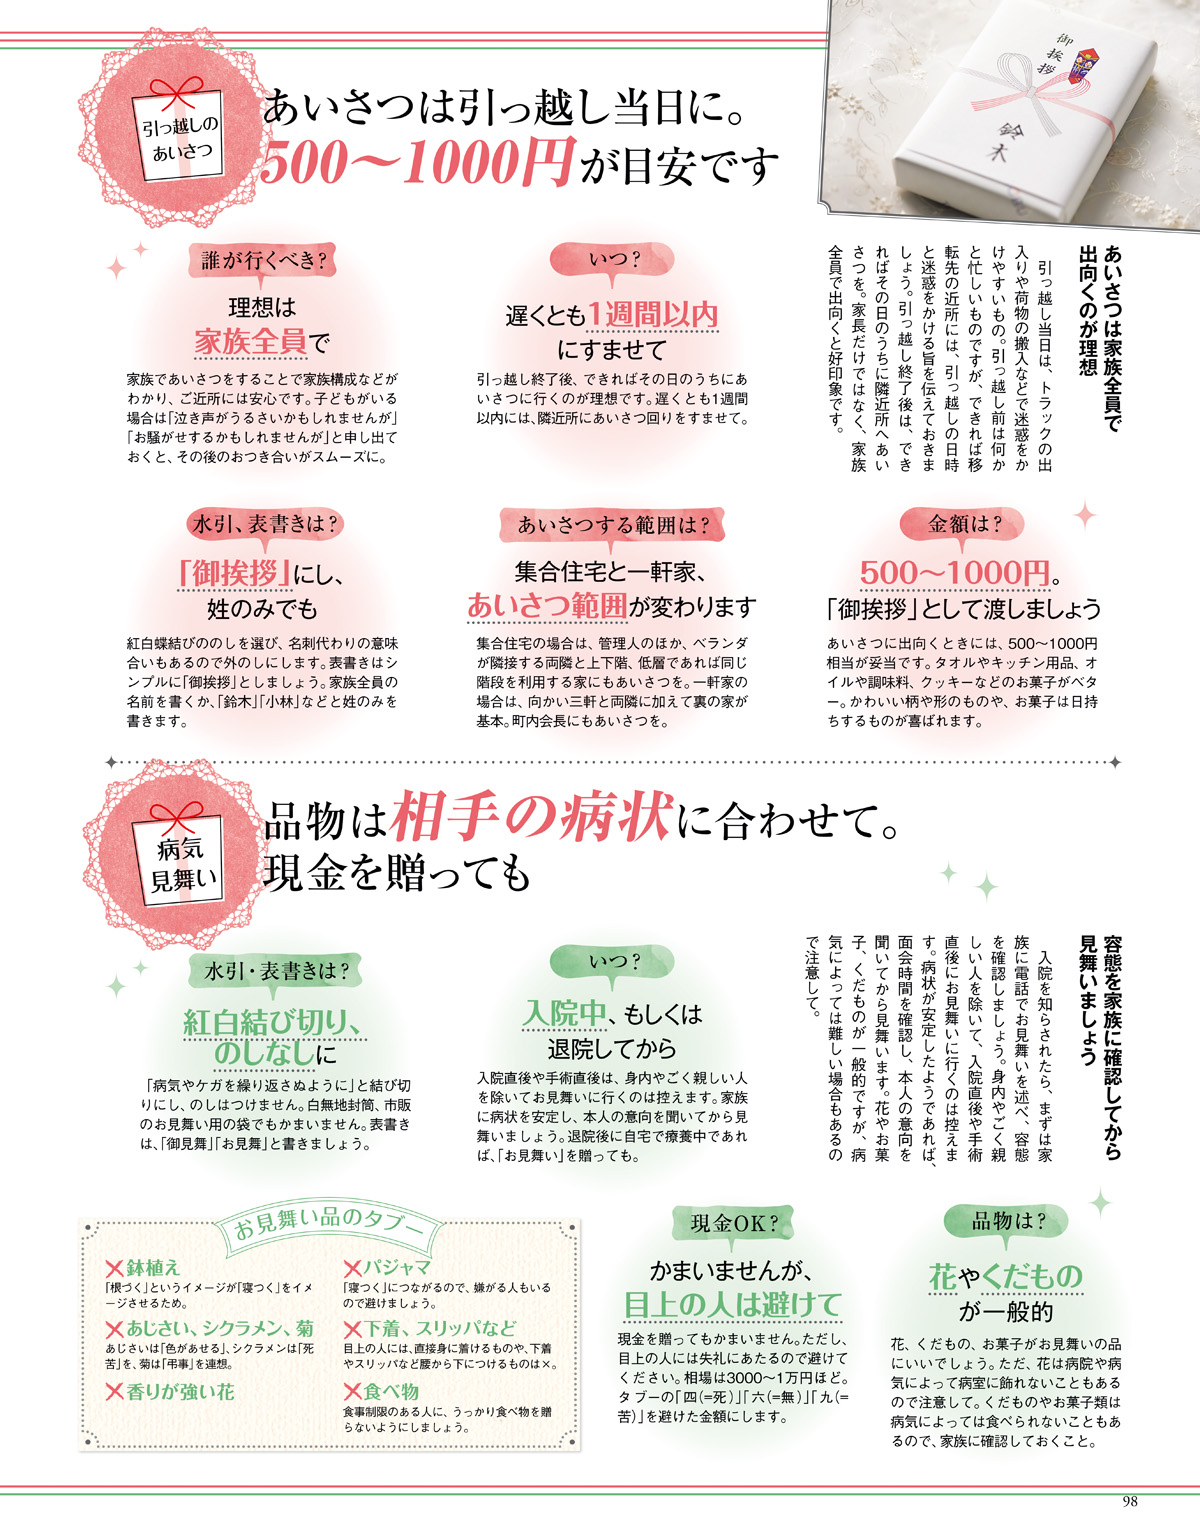 引っ越しの
あいさつ
あいさつは引っ越し当日に。
500〜1000円が目安です
御挨拶
鈴木
あいさつは家族全員で
出向くのが理想
引っ越し当日は、トラックの出
入りや荷物の搬入などで迷惑をか
けやすいもの。引っ越し前は何か
と忙しいものですが、できれば移
転先の近所には、引っ越しの日時
と迷惑をかける旨を伝えておきま
しょう。引っ越し終了後は、でき
ればその日のうちに隣近所へあい
さつを。家長だけではなく、家族
全員で出向くと好印象です。
誰が行くべき?
理想は
家族全員で
家族であいさつをすることで家族構成などが
わかり、ご近所には安心です。子どもがいる
場合は「泣き声がうるさいかもしれませんが」
「お騒がせするかもしれませんが」と申し出て
おくと、その後のおつき合いがスムーズに。
いつ?
遅くとも1週間以内
にすませて
引っ越し終了後、できればその日のうちにあ
いさつに行くのが理想です。遅くとも1週間
以内には、隣近所にあいさつ回りをすませて。
水引、表書きは?
「御挨拶」にし、
姓のみでも
紅白蝶結びののしを選び、名刺代わりの意味
合いもあるので外のしにします。表書きはシ
ンプルに「御挨拶」としましょう。家族全員の
名前を書くか、「鈴木」「小林」などと姓のみを
書きます。
あいさつする範囲は?
集合住宅と一軒家、
あいさつ範囲が変わります
集合住宅の場合は、管理人のほか、ベランダ
が隣接する両隣と上下階、低層であれば同じ
階段を利用する家にもあいさつを。一軒家の
場合は、向かい三軒と両隣に加えて裏の家が
基本。町内会長にもあいさつを。
金額は?
500〜1000円。
「御挨拶」として渡しましょう
あいさつに出向くときには、500〜1000円
相当が妥当です。タオルやキッチン用品、オ
イルや調味料、クッキーなどのお菓子がベタ
ー。かわいい柄や形のものや、お菓子は日持
ちするものが喜ばれます。
病気
見舞い
品物は相手の病状に合わせて。
現金を贈っても
容態を家族に確認してから
見舞いましょう
入院を知らされたら、まずは家
族に電話でお見舞いを述べ、容態
を確認しましょう。身内やごく親
しい人を除いて、入院直後や手術
直後にお見舞いに行くのは控えま
す。病状が安定したようであれば、
面会時間を確認し、本人の意向を
聞いてから見舞います。花やお菓
子、くだものが一般的ですが、病
気によっては難しい場合もあるの
で注意して。
水引・表書きは?
紅白結び切り、
のしなしに
「病気やケガを繰り返さぬように」と結び切
りにし、のしはつけません。白無地封筒、市販
のお見舞い用の袋でもかまいません。表書き
は、「御見舞」「お見舞」と書きましょう。
いつ?
入院中、もしくは
退院してから
入院直後や手術直後は、身内やごく親しい人
を除いてお見舞いに行くのは控えます。家族
に病状を安定し、本人の意向を聞いてから見
舞いましょう。退院後に自宅で療養中であれ
ば、「お見舞い」を贈っても。
お見舞い品のタブー
×鉢植え
「根づく」というイメージが「寝つく」をイメ
ージさせるため。
×あじさい、シクラメン、菊
あじさいは「色があせる」、シクラメンは「死
苦」を、菊は「弔事」を連想。
×香りが強い花
×パジャマ
「寝つく」につながるので、嫌がる人もいる
ので避けましょう。
×下着、スリッパなど
目上の人には、直接身に着けるものや、下着
やスリッパなど腰から下につけるものは×。
×食べ物
食事制限のある人に、うっかり食べ物を贈
らないようにしましょう。
現金OK?
かまいませんが、
目上の人は避けて
現金を贈ってもかまいません。ただし、
目上の人には失礼にあたるので避けて
ください。相場は3000〜1万円ほど。
タブーの「四(=死)」「六(=無)」「九(=
苦)」を避けた金額にします。
品物は?
花やくだもの
が一般的
花、くだもの、お菓子がお見舞いの品
にいいでしょう。ただ、花は病院や病
気によって病室に飾れないこともある
ので注意して。くだものやお菓子類は
病気によっては食べられないこともあ
るので、家族に確認しておくこと。
98